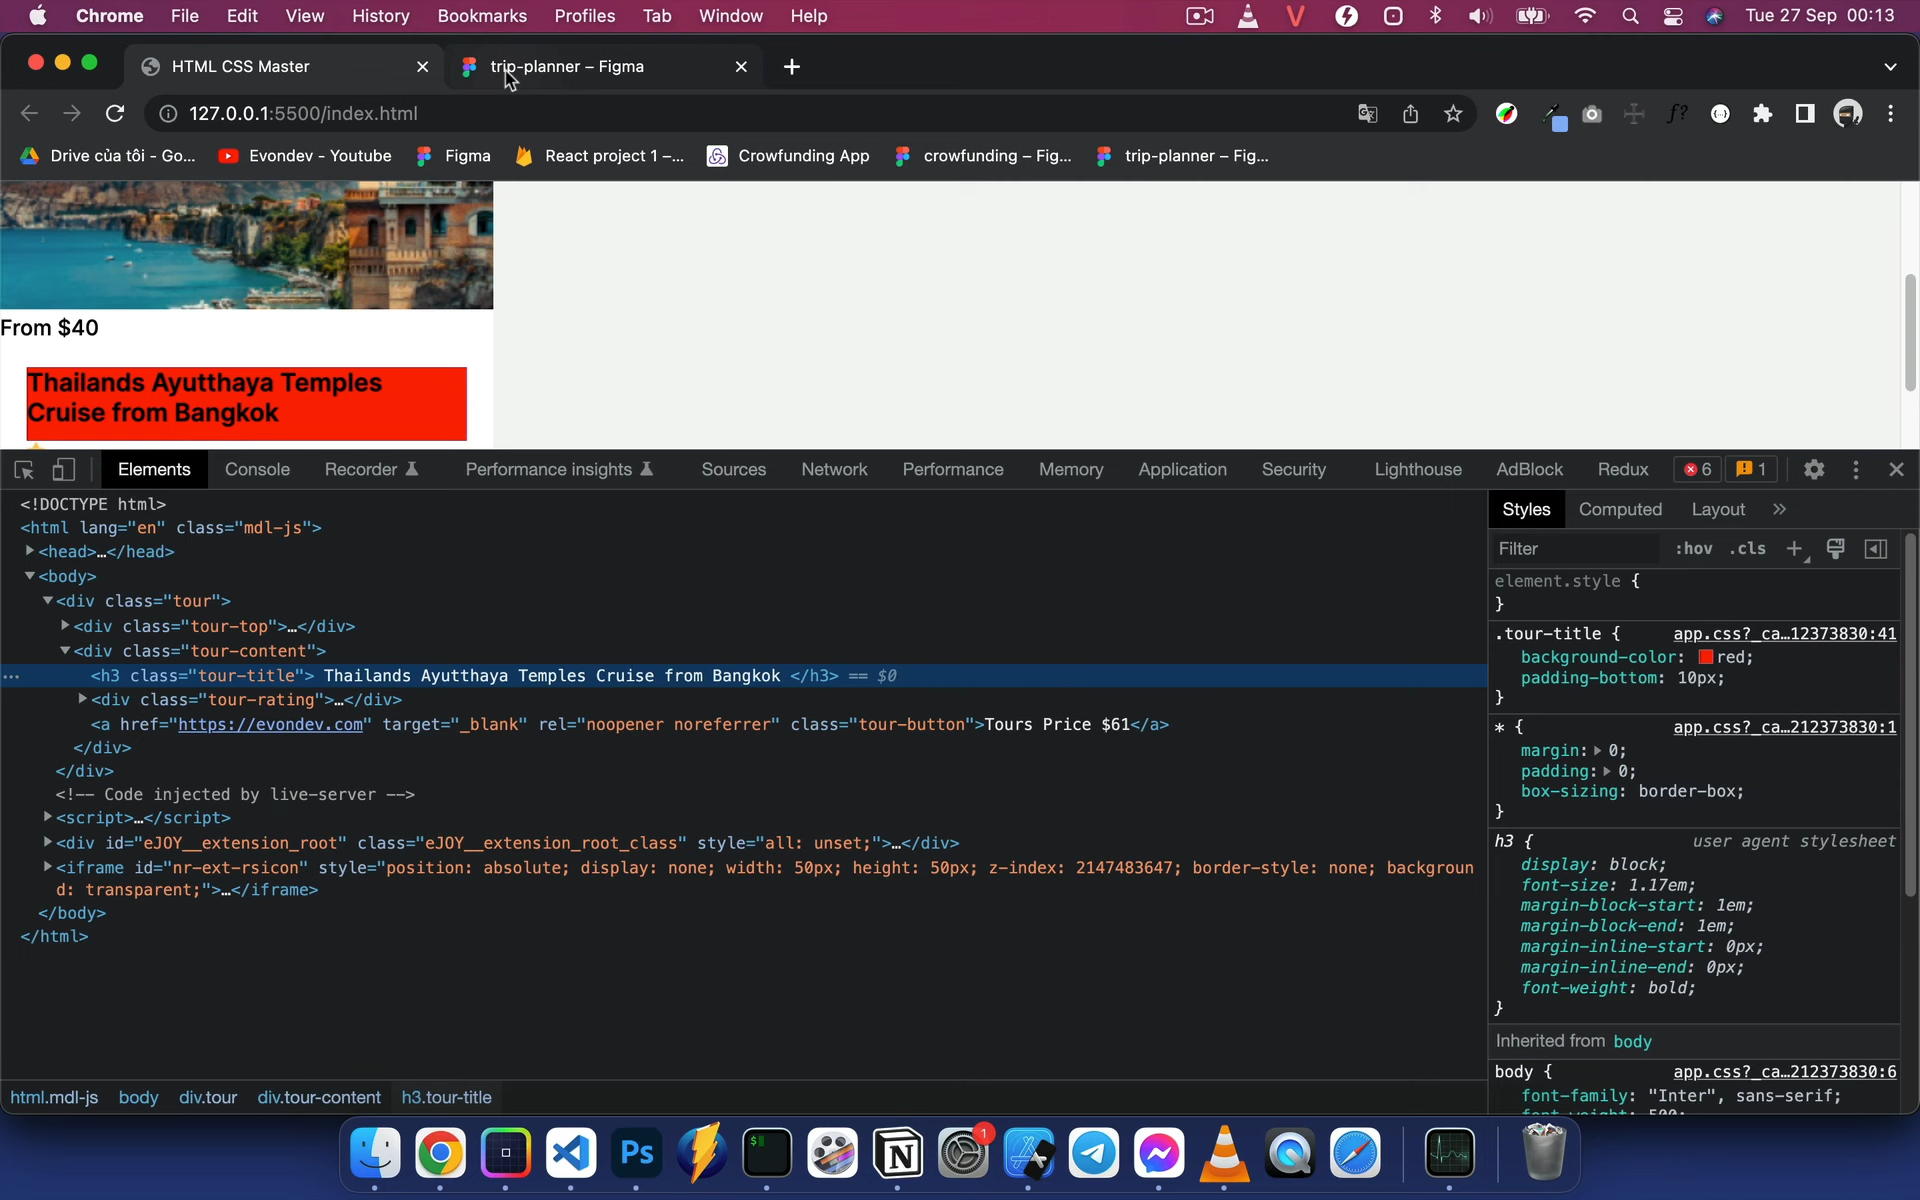 Chrome File Edit View History Bookmarks Profiles Tab Window Help Tue 27 Sep 00:13
HTML CSS Master trip-planner – Figma
127.0.0.1:5500/index.html
Drive của tôi - Go... Evondev - Youtube Figma React project 1 –... Crowfunding App crowfunding – Fig... trip-planner – Fig...
From $40
Thailands Ayutthaya Temples
Cruise from Bangkok
Elements Console Recorder Performance insights Sources Network Performance Memory Application Security Lighthouse AdBlock Redux 6 1
<!DOCTYPE html>
<html lang="en" class="mdl-js">
<head>…</head>
<body>
<div class="tour">
<div class="tour-top">…</div>
<div class="tour-content">
<h3 class="tour-title"> Thailands Ayutthaya Temples Cruise from Bangkok </h3> == $0
<div class="tour-rating">…</div>
<a href="https://evondev.com" target="_blank" rel="noopener noreferrer" class="tour-button">Tours Price $61</a>
</div>
</div>
<!-- Code injected by live-server -->
<script>…</script>
<div id="eJOY__extension_root" class="eJOY__extension_root_class" style="all: unset;">…</div>
<iframe id="nr-ext-rsicon" style="position: absolute; display: none; width: 50px; height: 50px; z-index: 2147483647; border-style: none; backgroun
d: transparent;">…</iframe>
</body>
</html>
html.mdl-js body div.tour div.tour-content h3.tour-title
Styles Computed Layout »
Filter :hov .cls
element.style {
}
.tour-title { app.css?_ca…12373830:41
background-color: red;
padding-bottom: 10px;
}
* { app.css?_ca…212373830:1
margin: 0;
padding: 0;
box-sizing: border-box;
}
h3 { user agent stylesheet
display: block;
font-size: 1.17em;
margin-block-start: 1em;
margin-block-end: 1em;
margin-inline-start: 0px;
margin-inline-end: 0px;
font-weight: bold;
}
Inherited from body
body { app.css?_ca…212373830:6
font-family: "Inter", sans-serif;
Ps
1